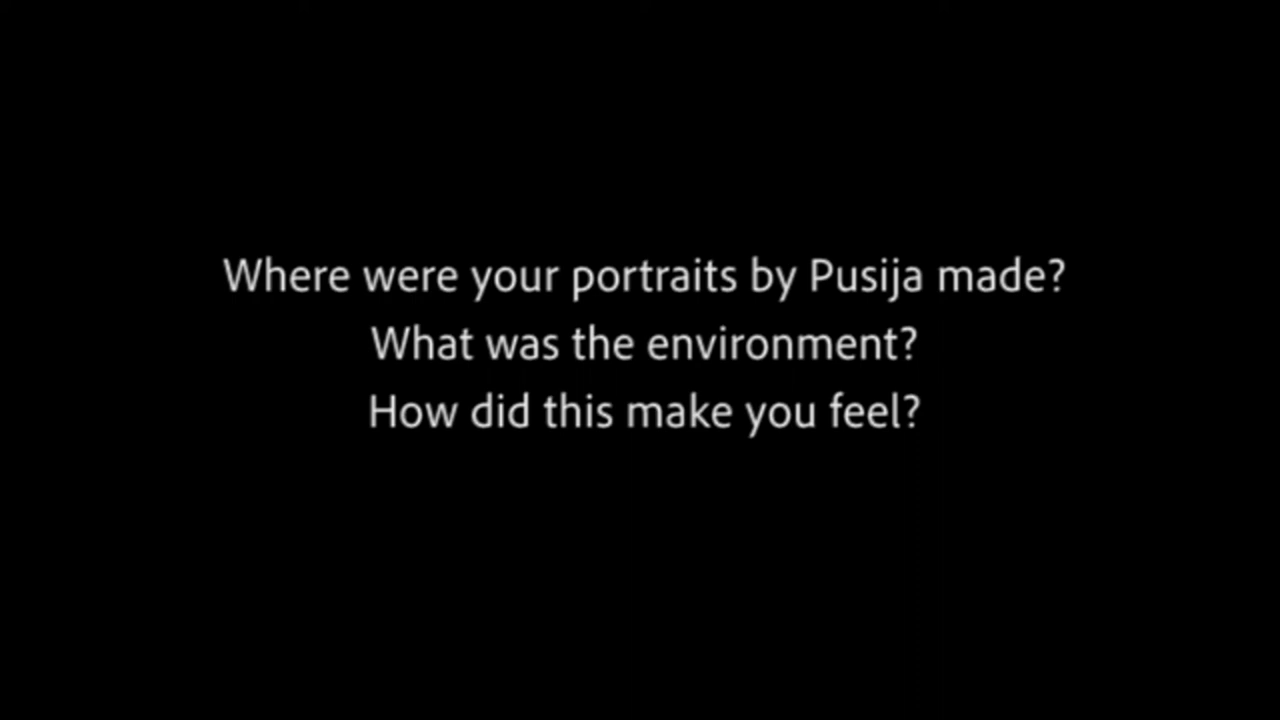 Where were your portraits by Pusija made?
What was the environment?
How did this make you feel?